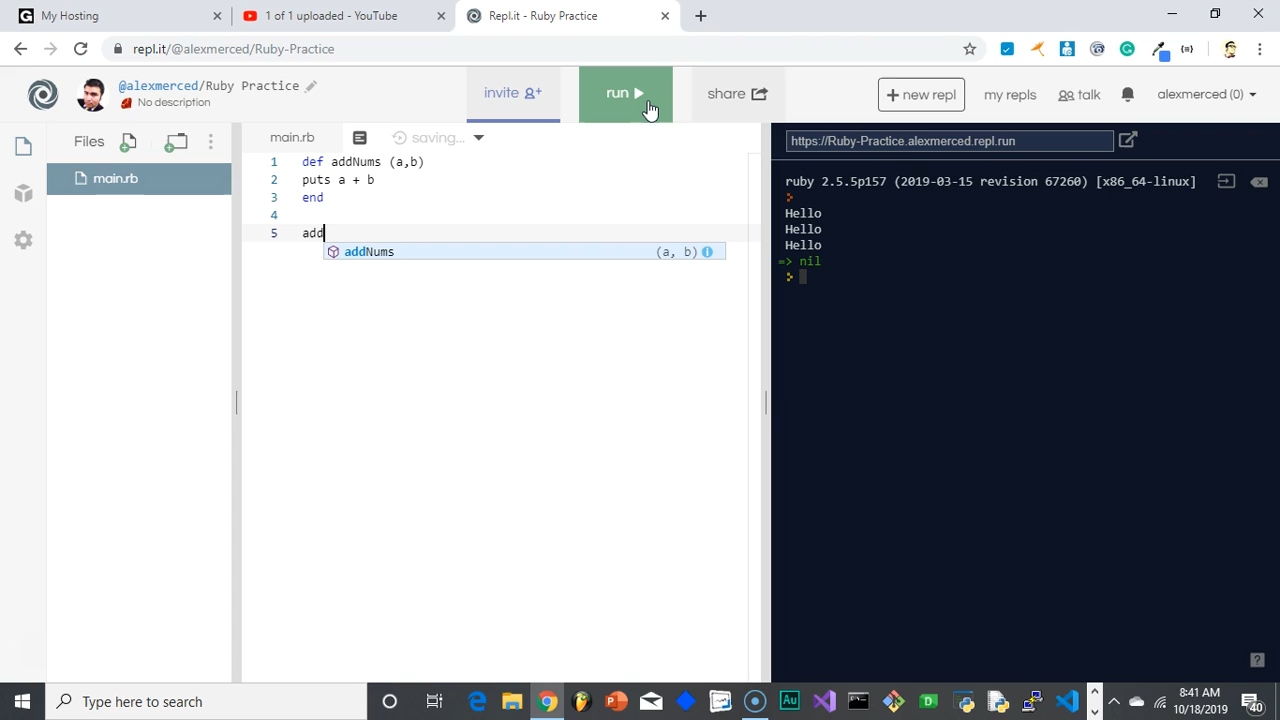 My Hosting
1 of 1 uploaded - YouTube
Repl.it - Ruby Practice
repl.it/@alexmerced/Ruby-Practice
@alexmerced/Ruby Practice
No description
invite
run
share
+ new repl
my repls
talk
alexmerced (0)
Files
main.rb
main.rb
saving...
1 def addNums (a,b)
2 puts a + b
3 end
4
5 add
addNums (a, b)
https://Ruby-Practice.alexmerced.repl.run
ruby 2.5.5p157 (2019-03-15 revision 67260) [x86_64-linux]
Hello
Hello
Hello
=> nil
?
Type here to search
Au
D
8:41 AM
10/18/2019
40